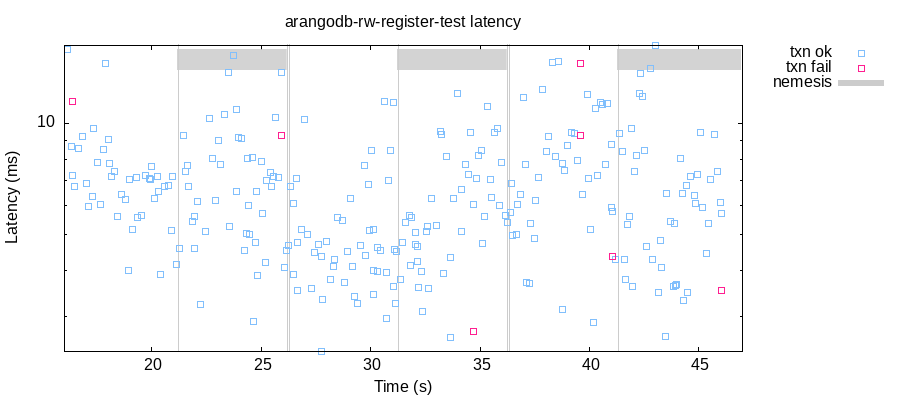 arangodb-rw-register-test latency
txn ok
txn fail
nemesis
10
Latency (ms)
20 25 30 35 40 45
Time (s)